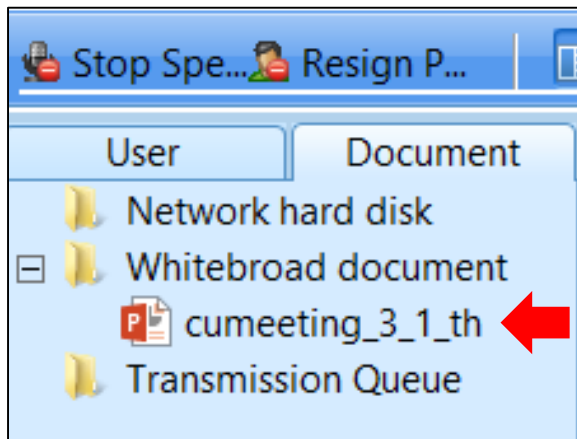 Stop Spe... Resign P...
User Document
Network hard disk
Whitebroad document
cumeeting_3_1_th
Transmission Queue